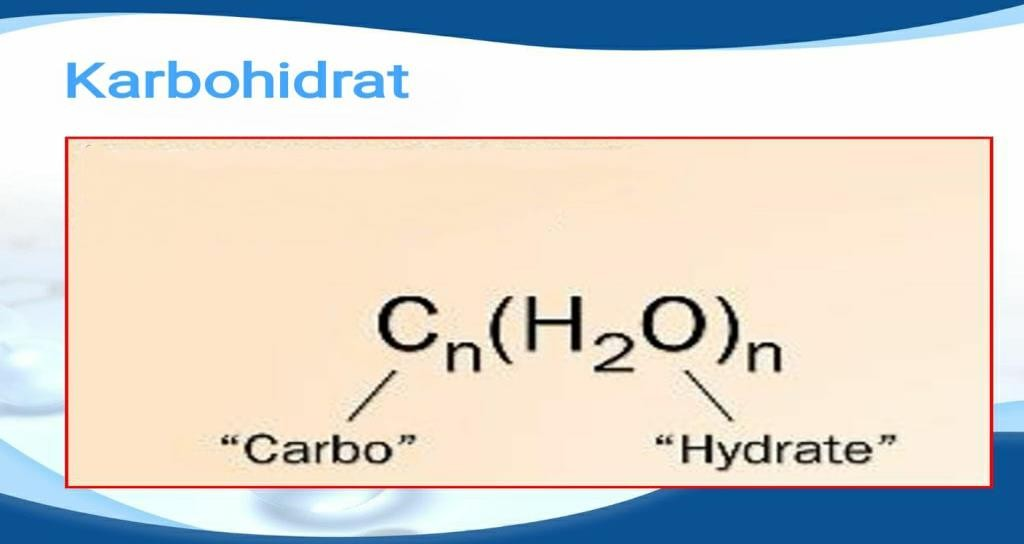 Karbohidrat
Cₙ(H₂O)ₙ
“Carbo” “Hydrate”